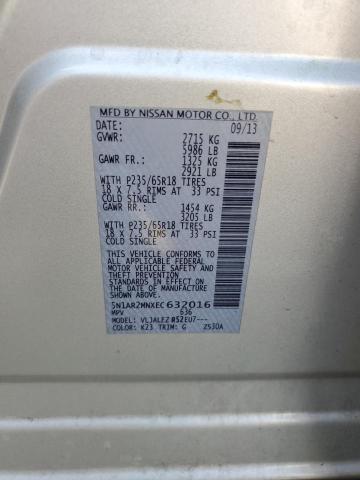 MFD BY NISSAN MOTOR CO., LTD.
DATE: 09/13
GVWR: 2715 KG
5986 LB
GAWR FR.: 1325 KG
2921 LB
WITH P235/65R18 TIRES
18 X 7.5 RIMS AT 33 PSI
COLD SINGLE
GAWR RR.: 1454 KG
3205 LB
WITH P235/65R18 TIRES
18 X 7.5 RIMS AT 33 PSI
COLD SINGLE
THIS VEHICLE CONFORMS TO
ALL APPLICABLE FEDERAL
MOTOR VEHICLE SAFETY
STANDARDS IN EFFECT ON THE
DATE OF MANUFACTURE SHOWN
ABOVE.
5N1AR2MNXEC632016
MPV 636
MODEL: VLJALEZ R52EU7---
COLOR: K23 TRIM: G ZS30A